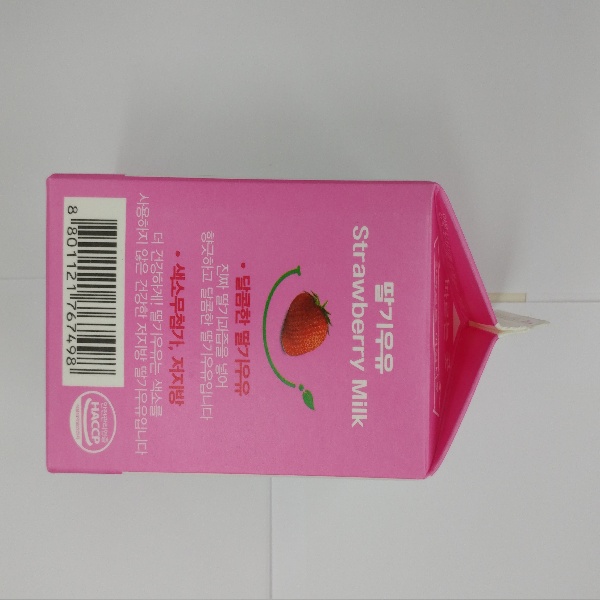 딸기우유
Strawberry Milk
• 달콤한 딸기우유
진짜 딸기과즙을 넣어
향긋하고 달콤한 딸기우유입니다
• 색소무첨가, 저지방
더 건강하게! 딸기우유는 색소를
사용하지 않은 건강한 저지방 딸기우유입니다
8 801121 767498
HACCP